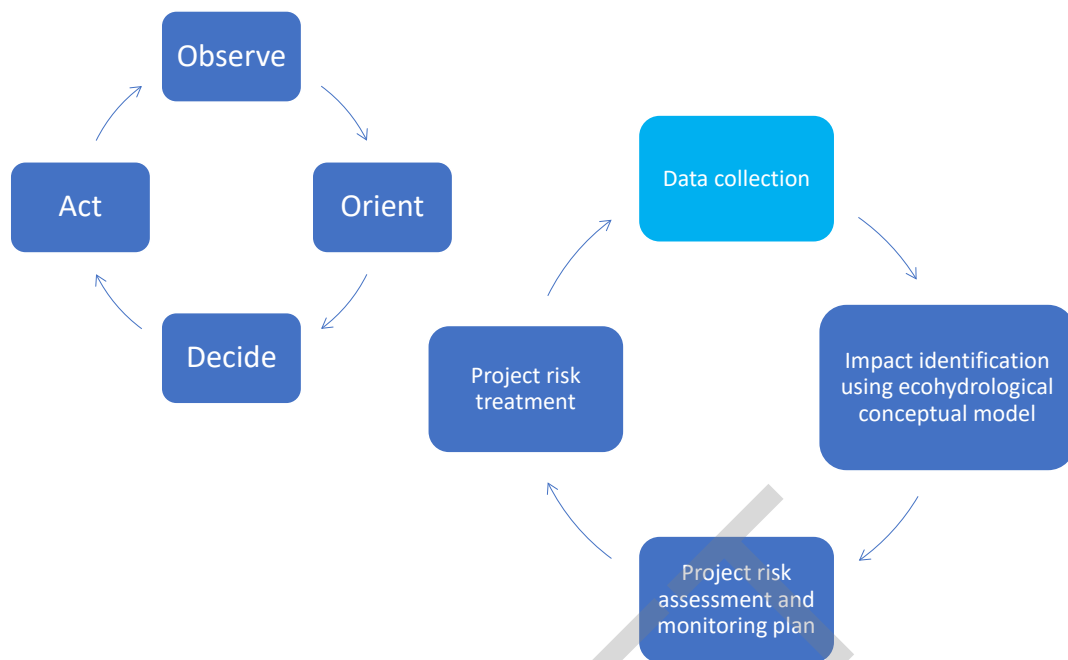 Observe
Act
Orient
Decide
Data collection
Impact identification
using ecohydrological
conceptual model
Project risk
treatment
Project risk
assessment and
monitoring plan